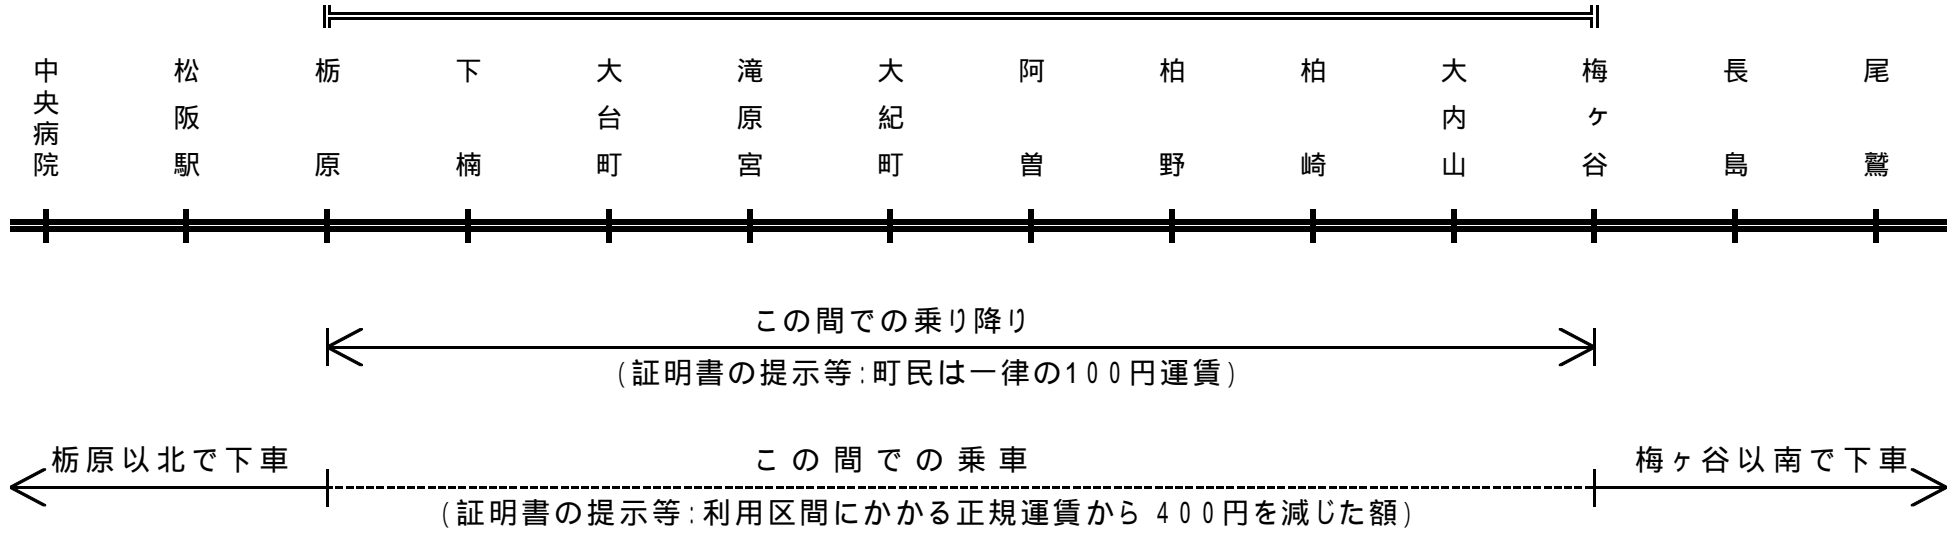 中央病院
松阪駅
栃原
下楠
大台町
滝原宮
大紀町
阿曽
柏野
柏崎
大内山
梅ヶ谷
長島
尾鷲
この間での乗り降り
(証明書の提示等:町民は一律の100円運賃)
栃原以北で下車
この間での乗車
梅ヶ谷以南で下車
(証明書の提示等:利用区間にかかる正規運賃から400円を減じた額)